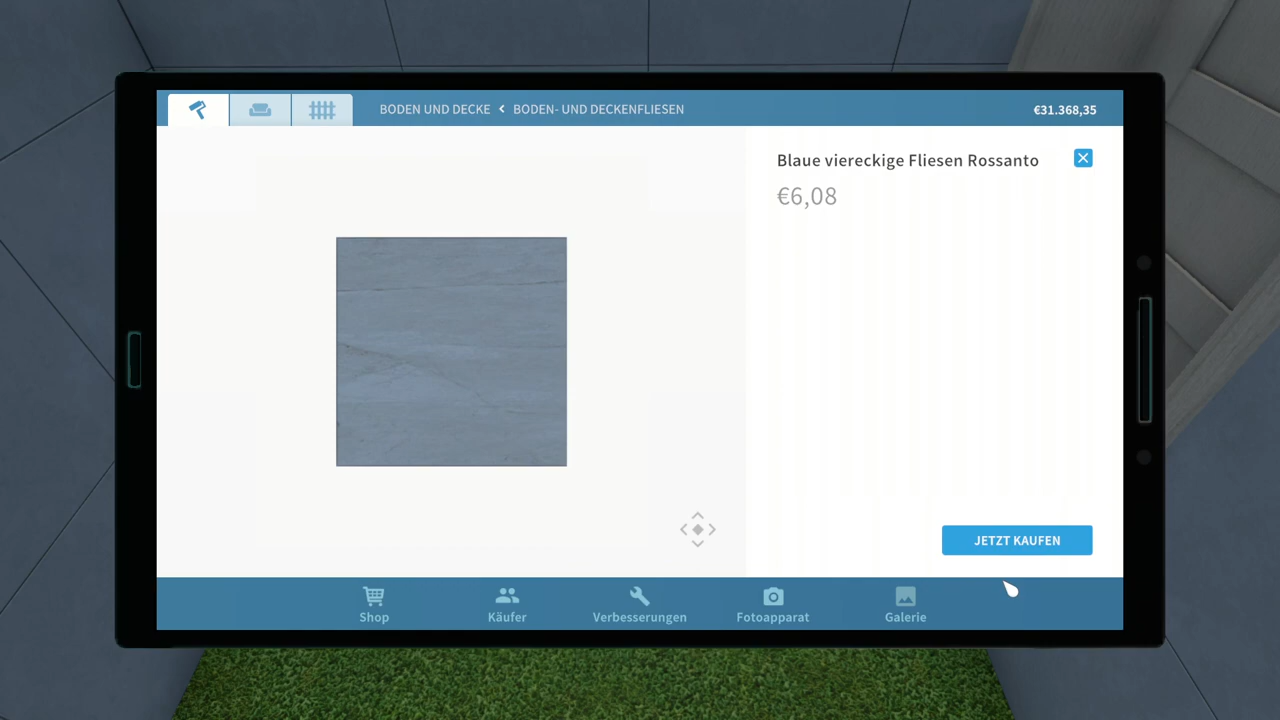 BODEN UND DECKE < BODEN- UND DECKENFLIESEN
€31.368,35
Blaue viereckige Fliesen Rossanto
€6,08
JETZT KAUFEN
Shop
Käufer
Verbesserungen
Fotoapparat
Galerie